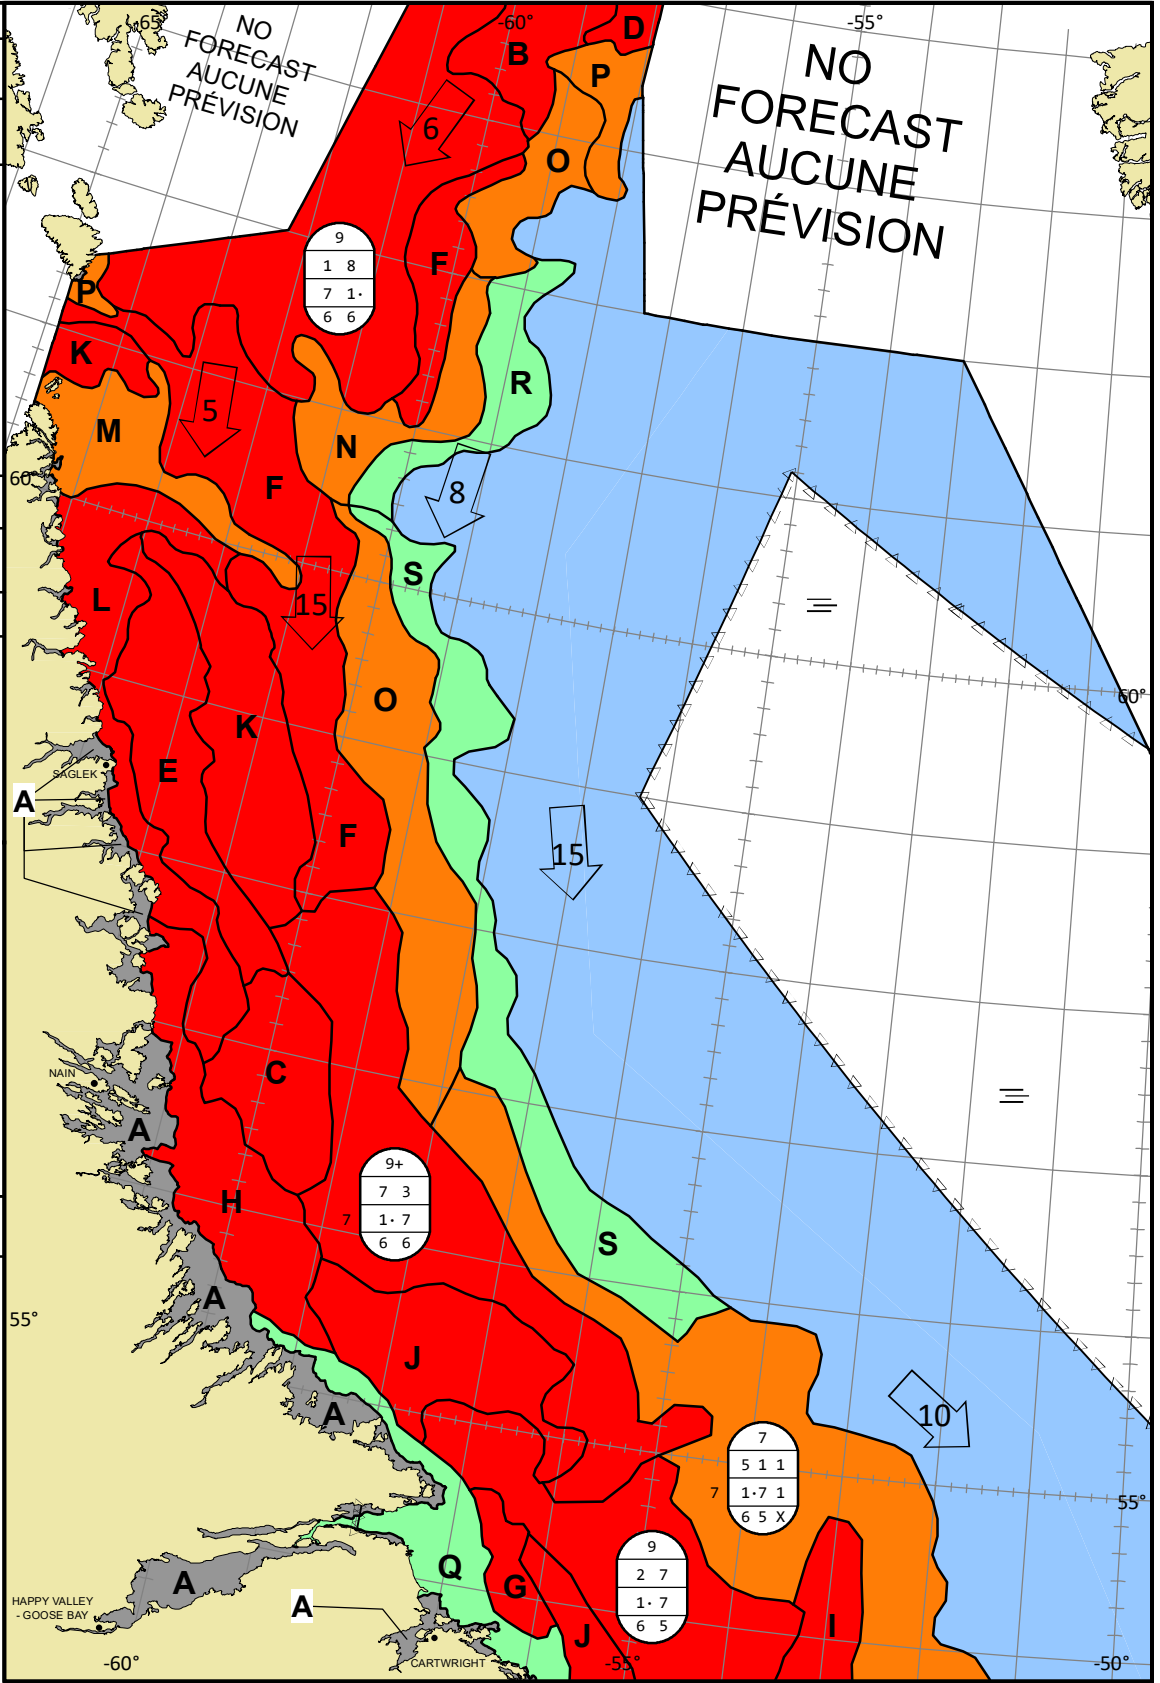 -65°
-60°
-55°
NO
FORECAST
AUCUNE
PRÉVISION
B
D
P
NO
FORECAST
AUCUNE
PRÉVISION
6
O
9
1 8
7 1·
6 6
F
P
K
R
5
M
N
60°
F
8
S
L
15
O
60°
K
E
SAGLEK
A
F
15
C
NAIN
A
9+
7 3
7 1· 7
6 6
H
S
A
55°
J
A
10
7
5 1 1
7 1·7 1
6 5 X
55°
9
2 7
1· 7
6 5
Q
G
A
HAPPY VALLEY
- GOOSE BAY
A
I
J
CARTWRIGHT
-60°
-55°
-50°